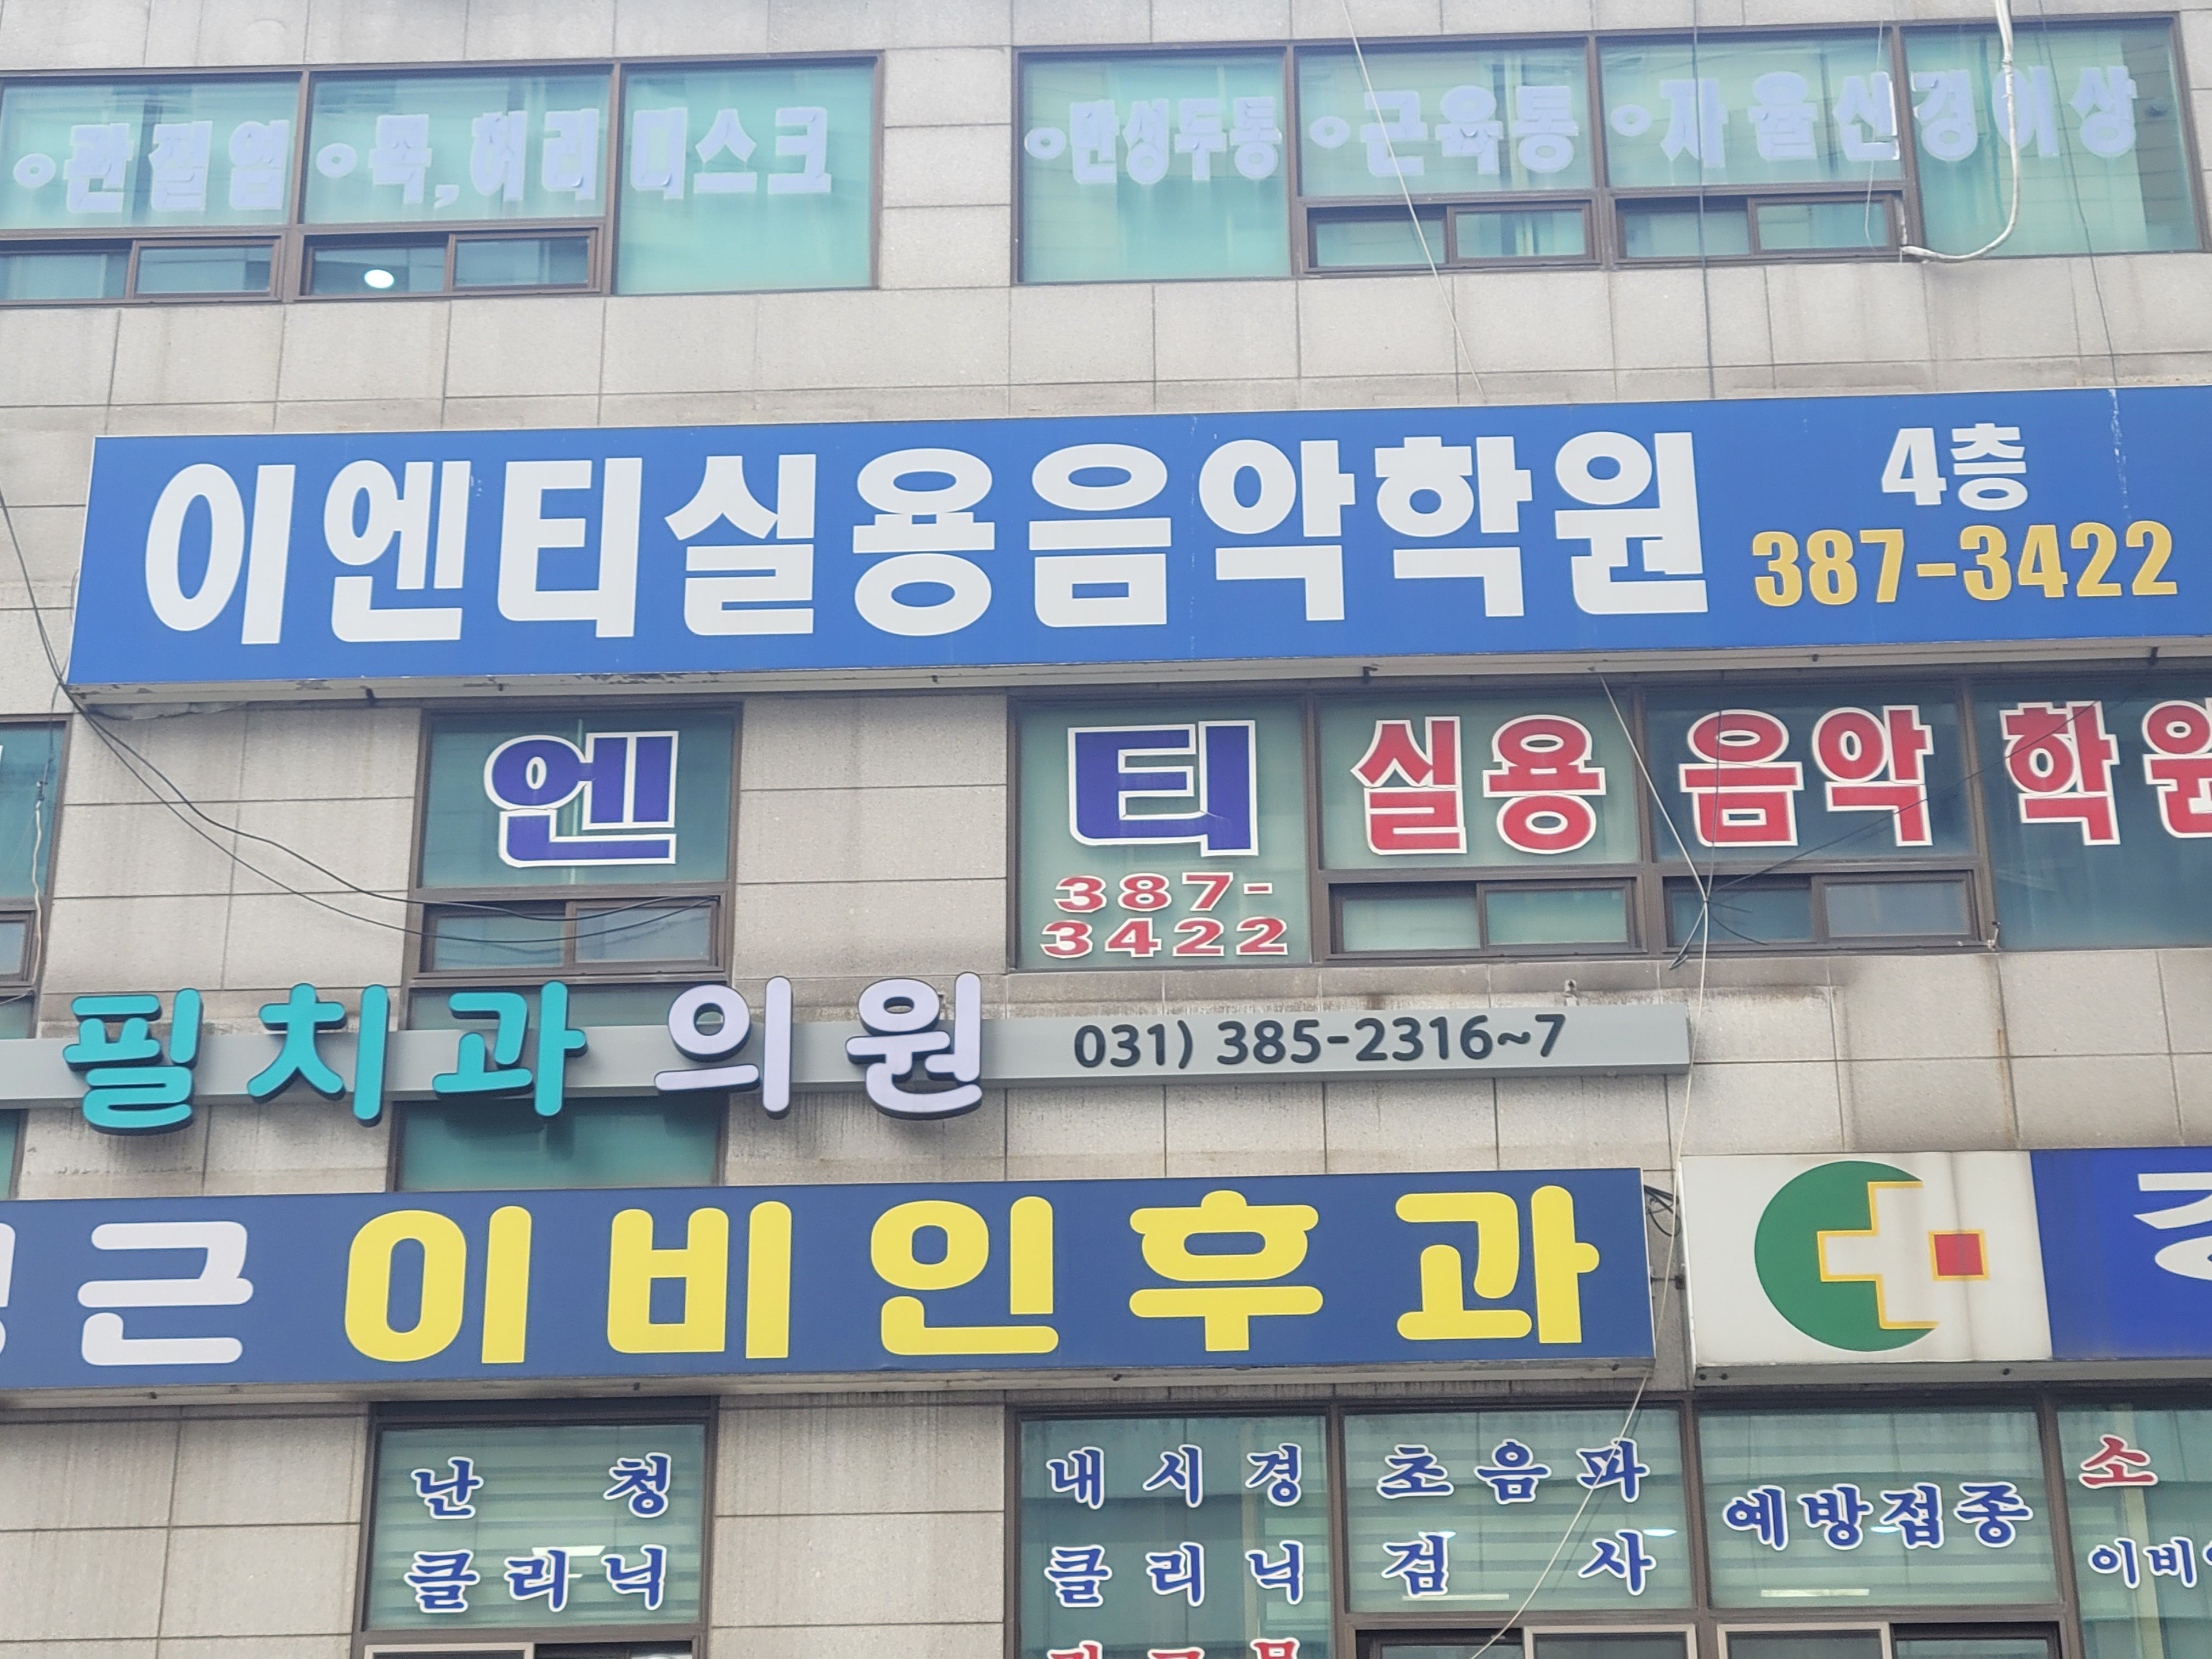 ◦관절염 ◦목,허리디스크 ◦만성두통 ◦근육통 ◦자율신경이상
이엔티실용음악학원 4층
387-3422
엔 티 실용 음악 학원
387-
3422
필치과의원 031) 385-2316~7
근이비인후과
난청 내시경 초음파 예방접종 소
클리닉 클리닉 검사 이비